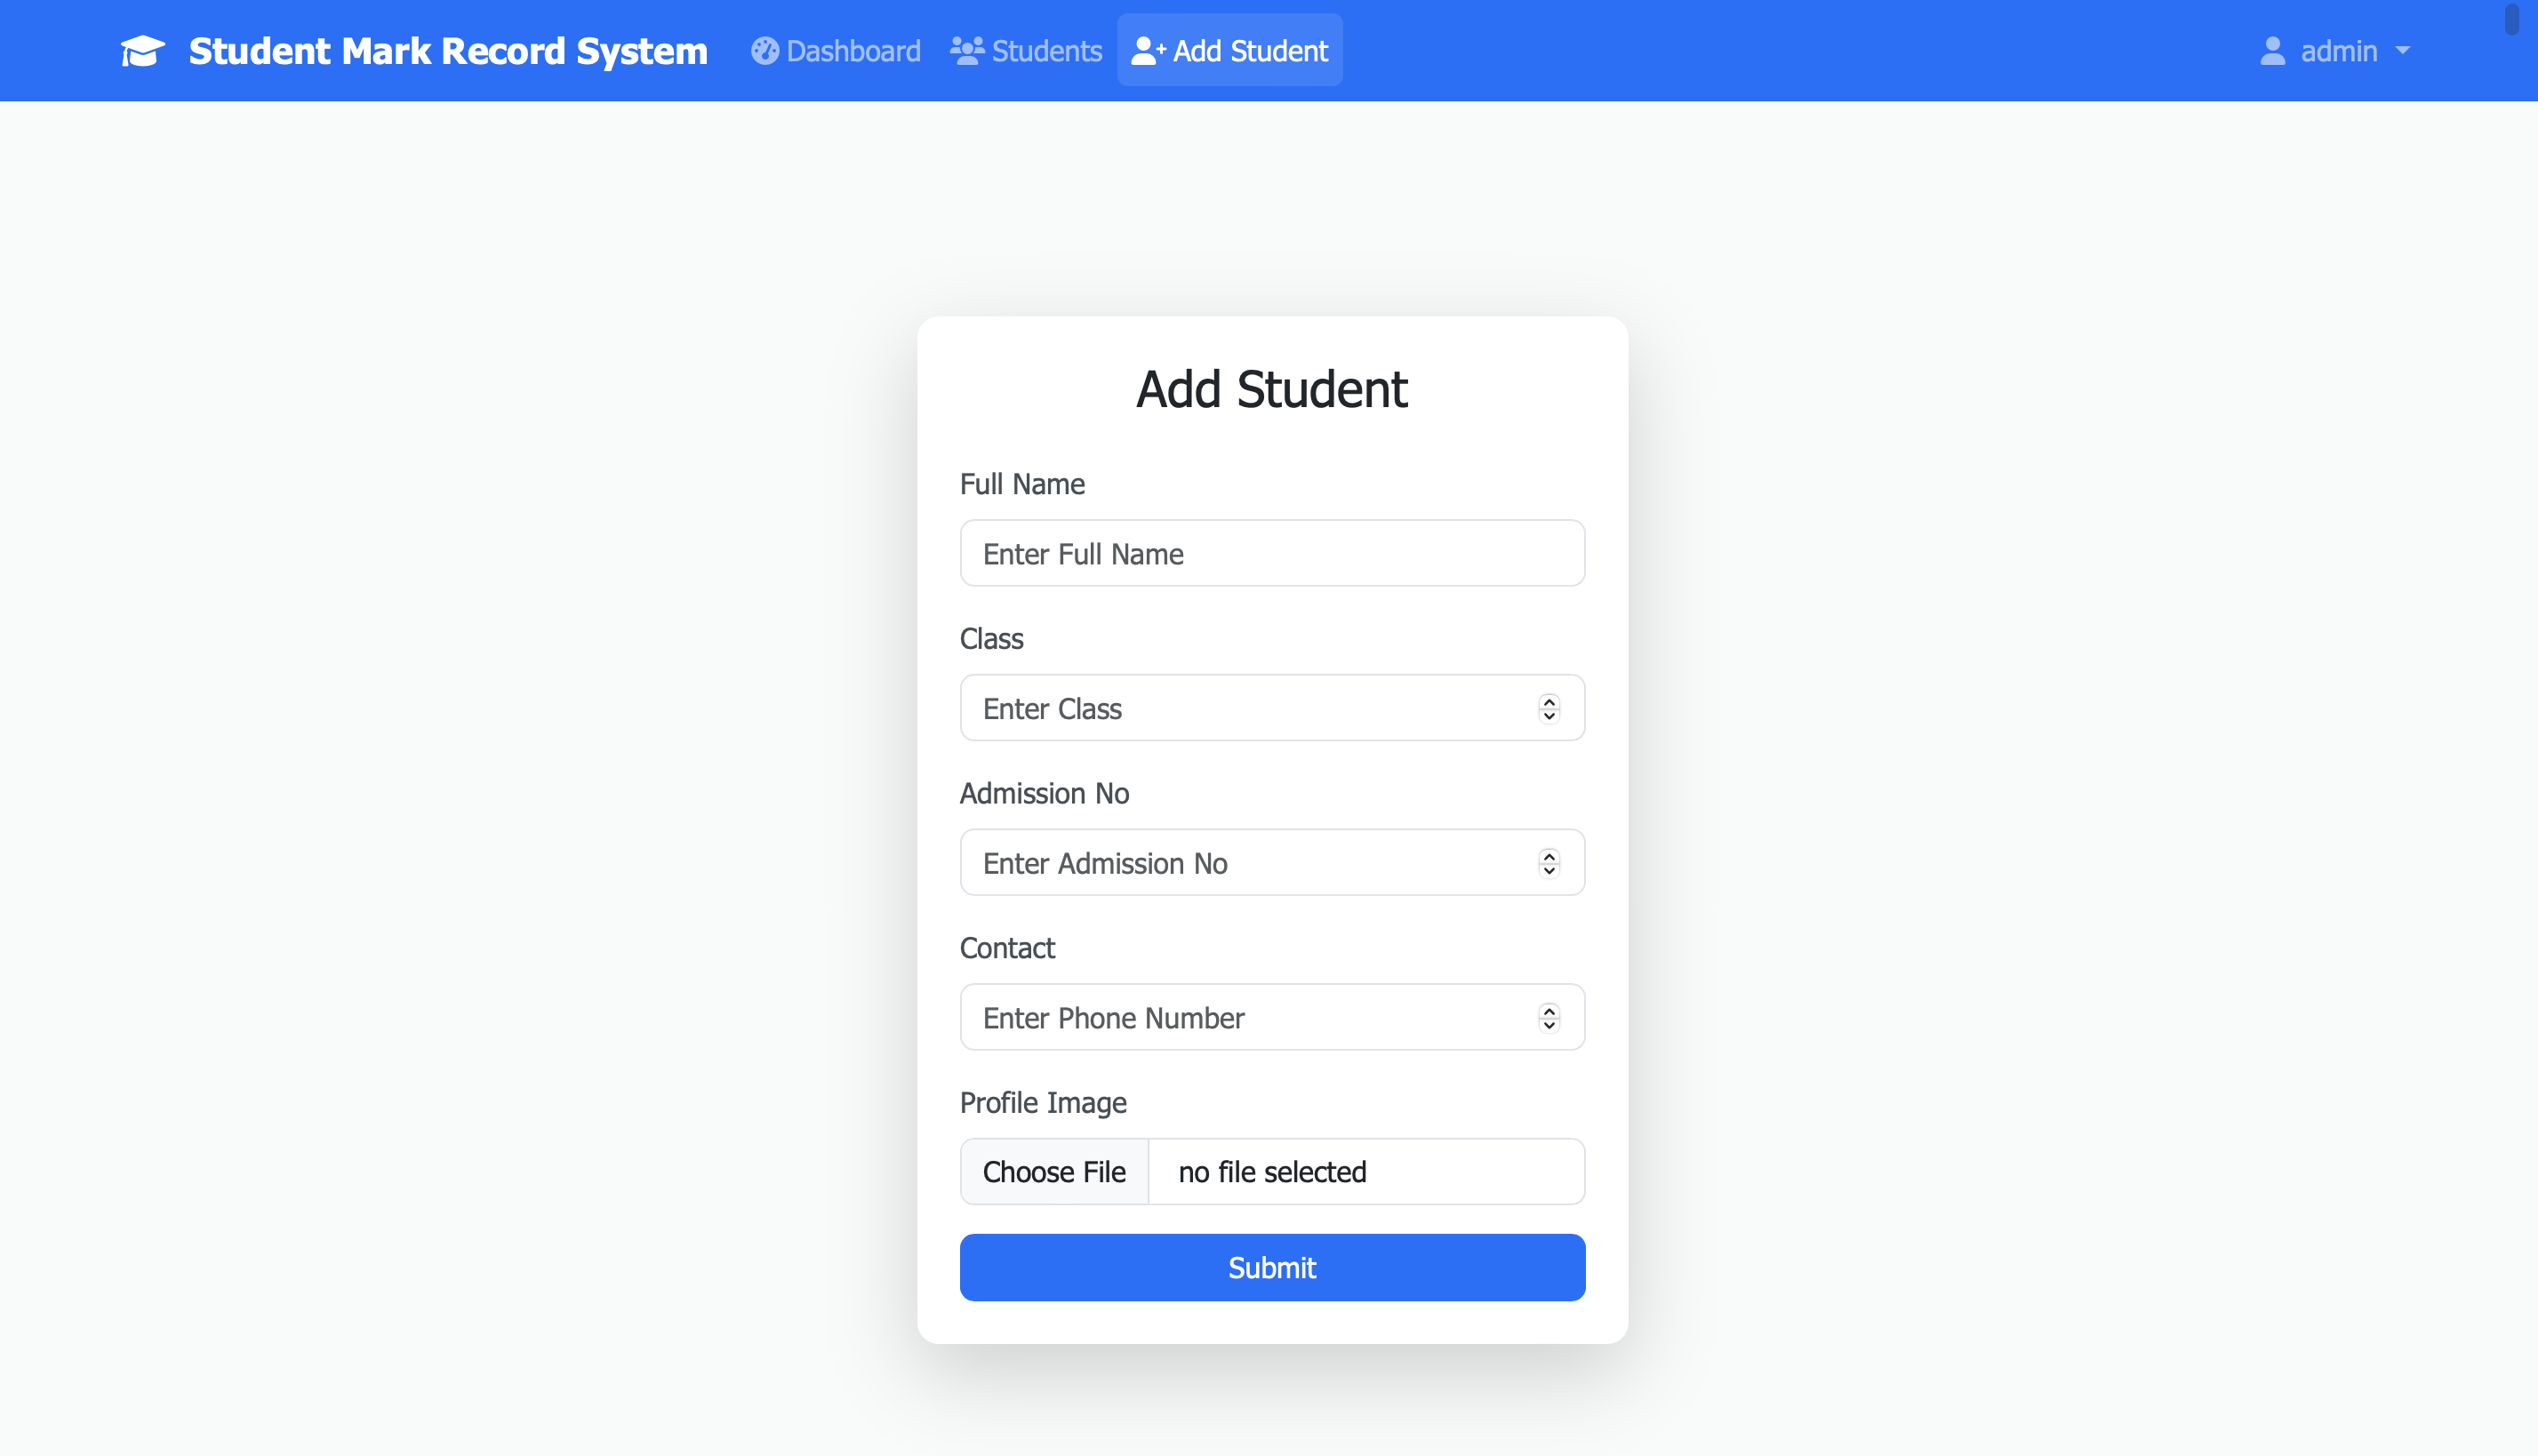 Student Mark Record System Dashboard Students Add Student admin
Add Student
Full Name
Enter Full Name
Class
Enter Class
Admission No
Enter Admission No
Contact
Enter Phone Number
Profile Image
Choose File no file selected
Submit